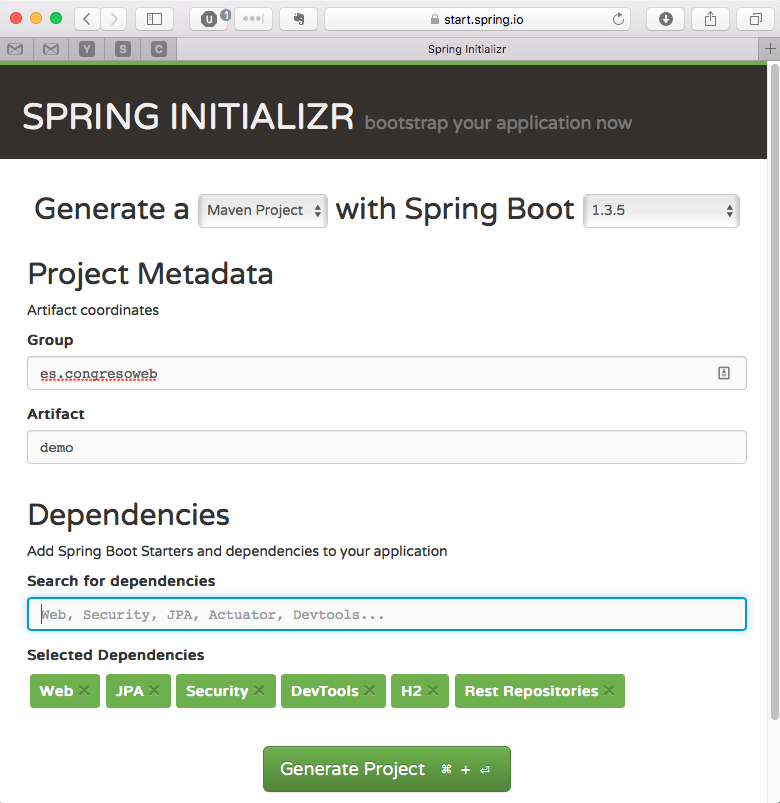 start.spring.io
U 1
Y S C Spring Initializr
SPRING INITIALIZR bootstrap your application now
Generate a Maven Project with Spring Boot 1.3.5
Project Metadata
Artifact coordinates
Group
es.congresoweb
Artifact
demo
Dependencies
Add Spring Boot Starters and dependencies to your application
Search for dependencies
Web, Security, JPA, Actuator, Devtools...
Selected Dependencies
Web × JPA × Security × DevTools × H2 × Rest Repositories ×
Generate Project ⌘ + ⏎